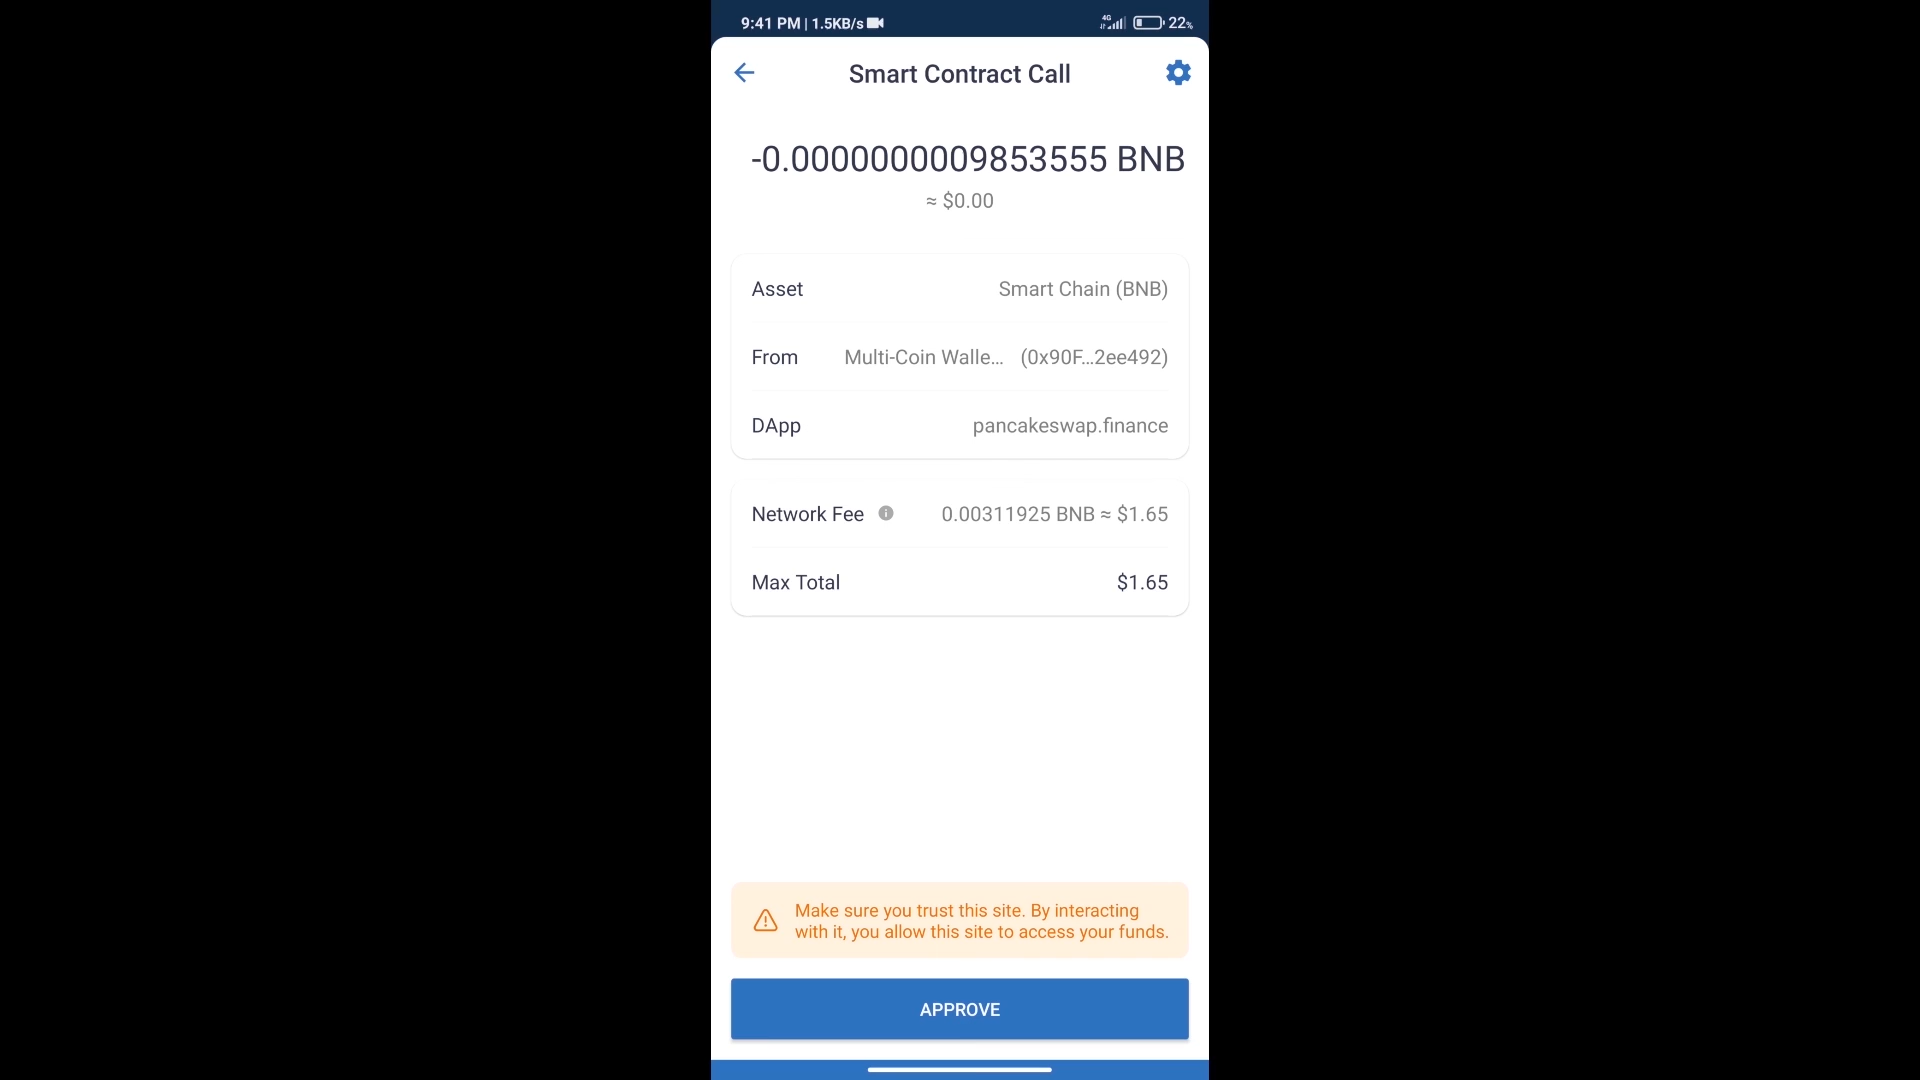 9:41 PM | 1.5KB/s 4G 22%
Smart Contract Call
-0.0000000009853555 BNB
≈ $0.00
Asset Smart Chain (BNB)
From Multi-Coin Walle... (0x90F...2ee492)
DApp pancakeswap.finance
Network Fee 0.00311925 BNB ≈ $1.65
Max Total $1.65
Make sure you trust this site. By interacting
with it, you allow this site to access your funds.
APPROVE